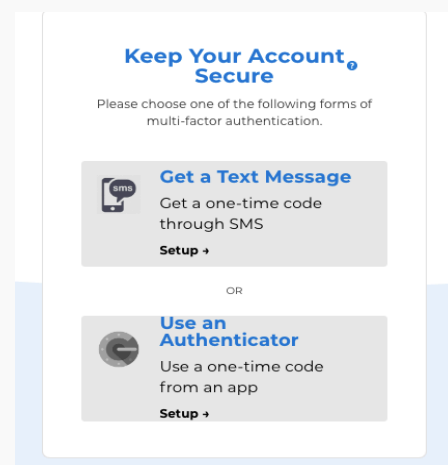 Keep Your Account
Secure
Please choose one of the following forms of
multi-factor authentication.
sms
Get a Text Message
Get a one-time code
through SMS
Setup →
OR
Use an
Authenticator
Use a one-time code
from an app
Setup →